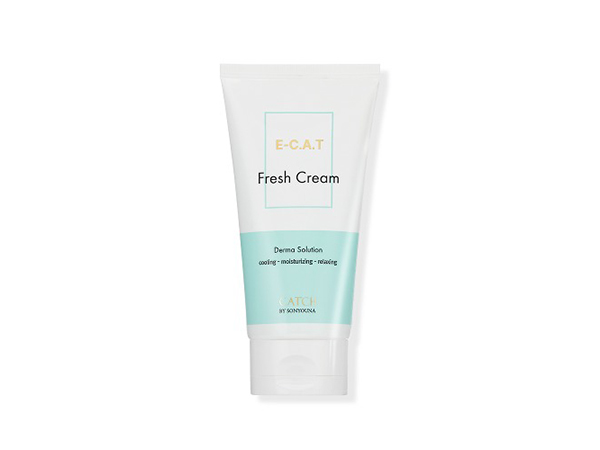 E-C.A.T
Fresh Cream
Derma Solution
cooling - moisturizing - relaxing
CATCH
BY SONYOUNA